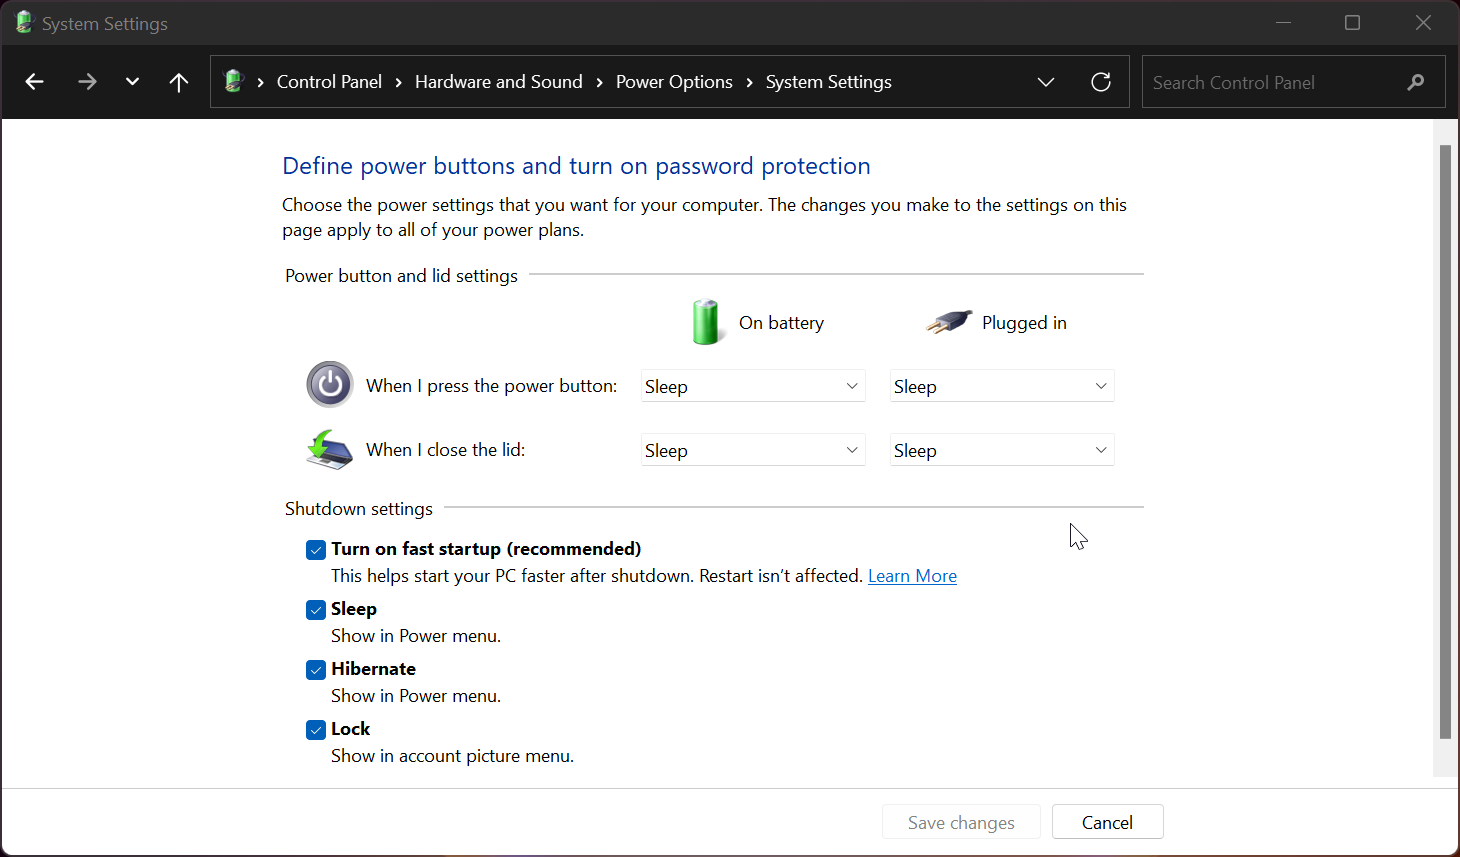 System Settings
Control Panel > Hardware and Sound > Power Options > System Settings
Search Control Panel
Define power buttons and turn on password protection
Choose the power settings that you want for your computer. The changes you make to the settings on this
page apply to all of your power plans.
Power button and lid settings
On battery
Plugged in
When I press the power button: Sleep Sleep
When I close the lid: Sleep Sleep
Shutdown settings
Turn on fast startup (recommended)
This helps start your PC faster after shutdown. Restart isn't affected. Learn More
Sleep
Show in Power menu.
Hibernate
Show in Power menu.
Lock
Show in account picture menu.
Save changes
Cancel